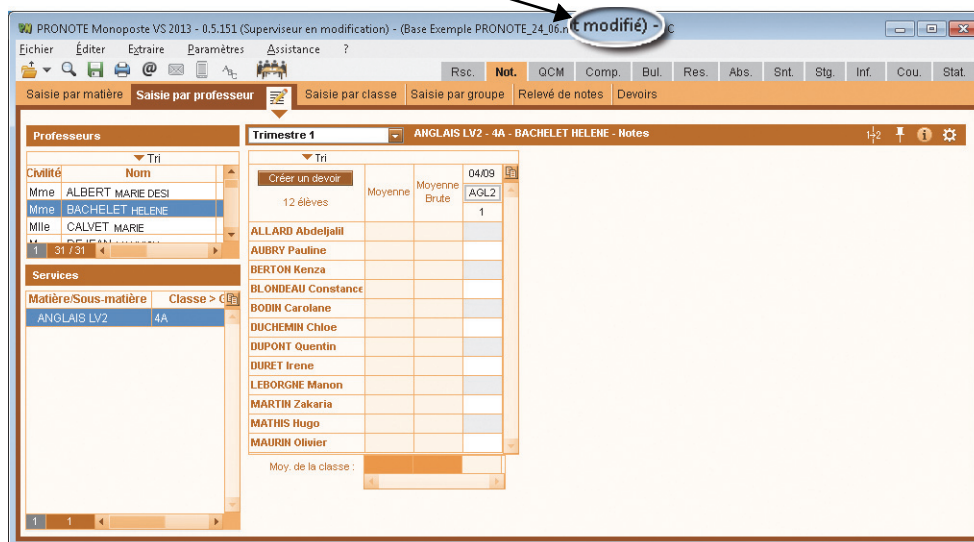 PRONOTE Monoposte VS 2013 - 0.5.151 (Superviseur en modification) - (Base Exemple PRONOTE_24_06.n t modifié) - C
Fichier Éditer Extraire Paramètres Assistance ?
Rsc. Not. QCM Comp. Bul. Res. Abs. Snt. Stg. Inf. Cou. Stat.
Saisie par matière Saisie par professeur Saisie par classe Saisie par groupe Relevé de notes Devoirs
Professeurs
Tri
Civilité Nom
Mme ALBERT MARIE DESI
Mme BACHELET HELENE
Mlle CALVET MARIE
1 31 / 31
Services
Matière/Sous-matière Classe > G
ANGLAIS LV2 4A
1 1
Trimestre 1 ANGLAIS LV2 - 4A - BACHELET HELENE - Notes
Tri
Créer un devoir
12 élèves
Moyenne
Moyenne Brute
04/09
AGL2
1
ALLARD Abdeljalil
AUBRY Pauline
BERTON Kenza
BLONDEAU Constance
BODIN Carolane
DUCHEMIN Chloe
DUPONT Quentin
DURET Irene
LEBORGNE Manon
MARTIN Zakaria
MATHIS Hugo
MAURIN Olivier
Moy. de la classe :